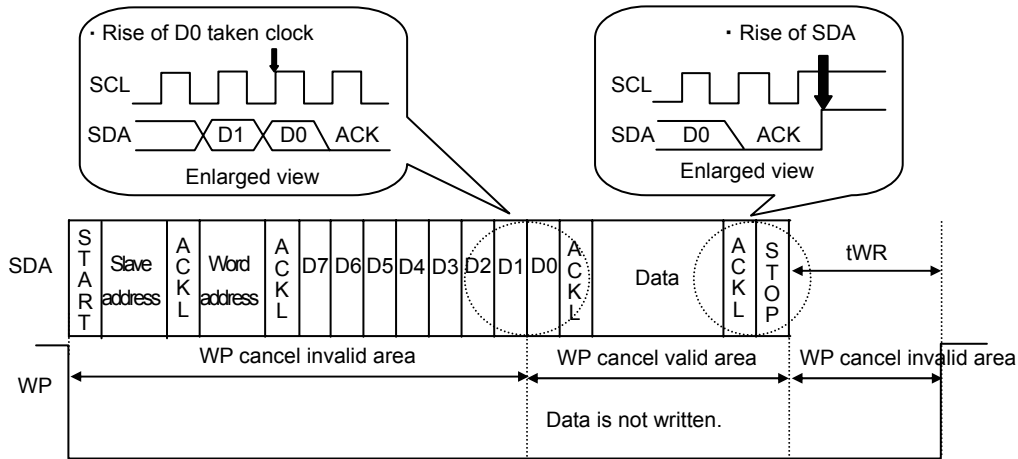 ・Rise of D0 taken clock
SCL
SDA D1 D0 ACK
Enlarged view
・Rise of SDA
SCL
SDA D0 ACK
Enlarged view
SDA START Slave address ACKL Word address ACKL D7 D6 D5 D4 D3 D2 D1 D0 ACKL Data ACKL STOP tWR
WP cancel invalid area WP cancel valid area WP cancel invalid area
WP
Data is not written.